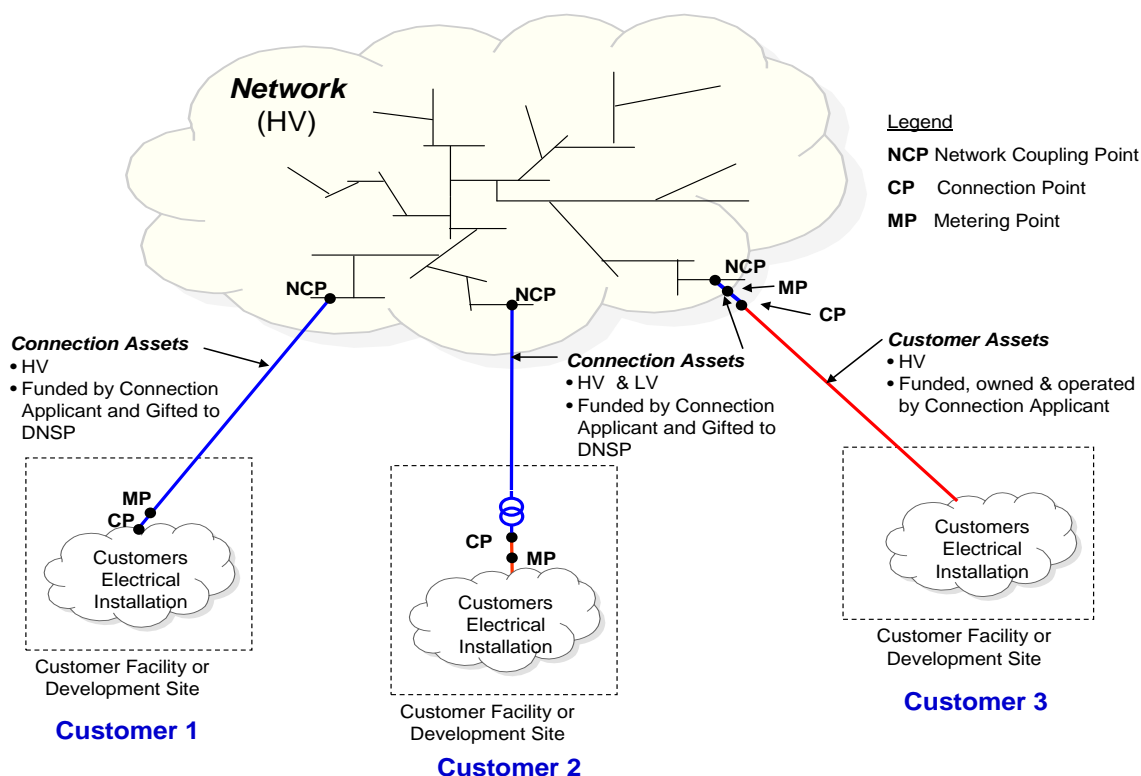 Network
(HV)
Legend
NCP Network Coupling Point
CP Connection Point
MP Metering Point
NCP
NCP
NCP
MP
CP
Connection Assets
• HV
• Funded by Connection
Applicant and Gifted to
DNSP
Connection Assets
• HV & LV
• Funded by Connection
Applicant and Gifted to
DNSP
Customer Assets
• HV
• Funded, owned & operated
by Connection Applicant
MP
CP
Customers
Electrical
Installation
Customer Facility or
Development Site
Customer 1
CP
MP
Customers
Electrical
Installation
Customer Facility or
Development Site
Customer 2
Customers
Electrical
Installation
Customer Facility or
Development Site
Customer 3